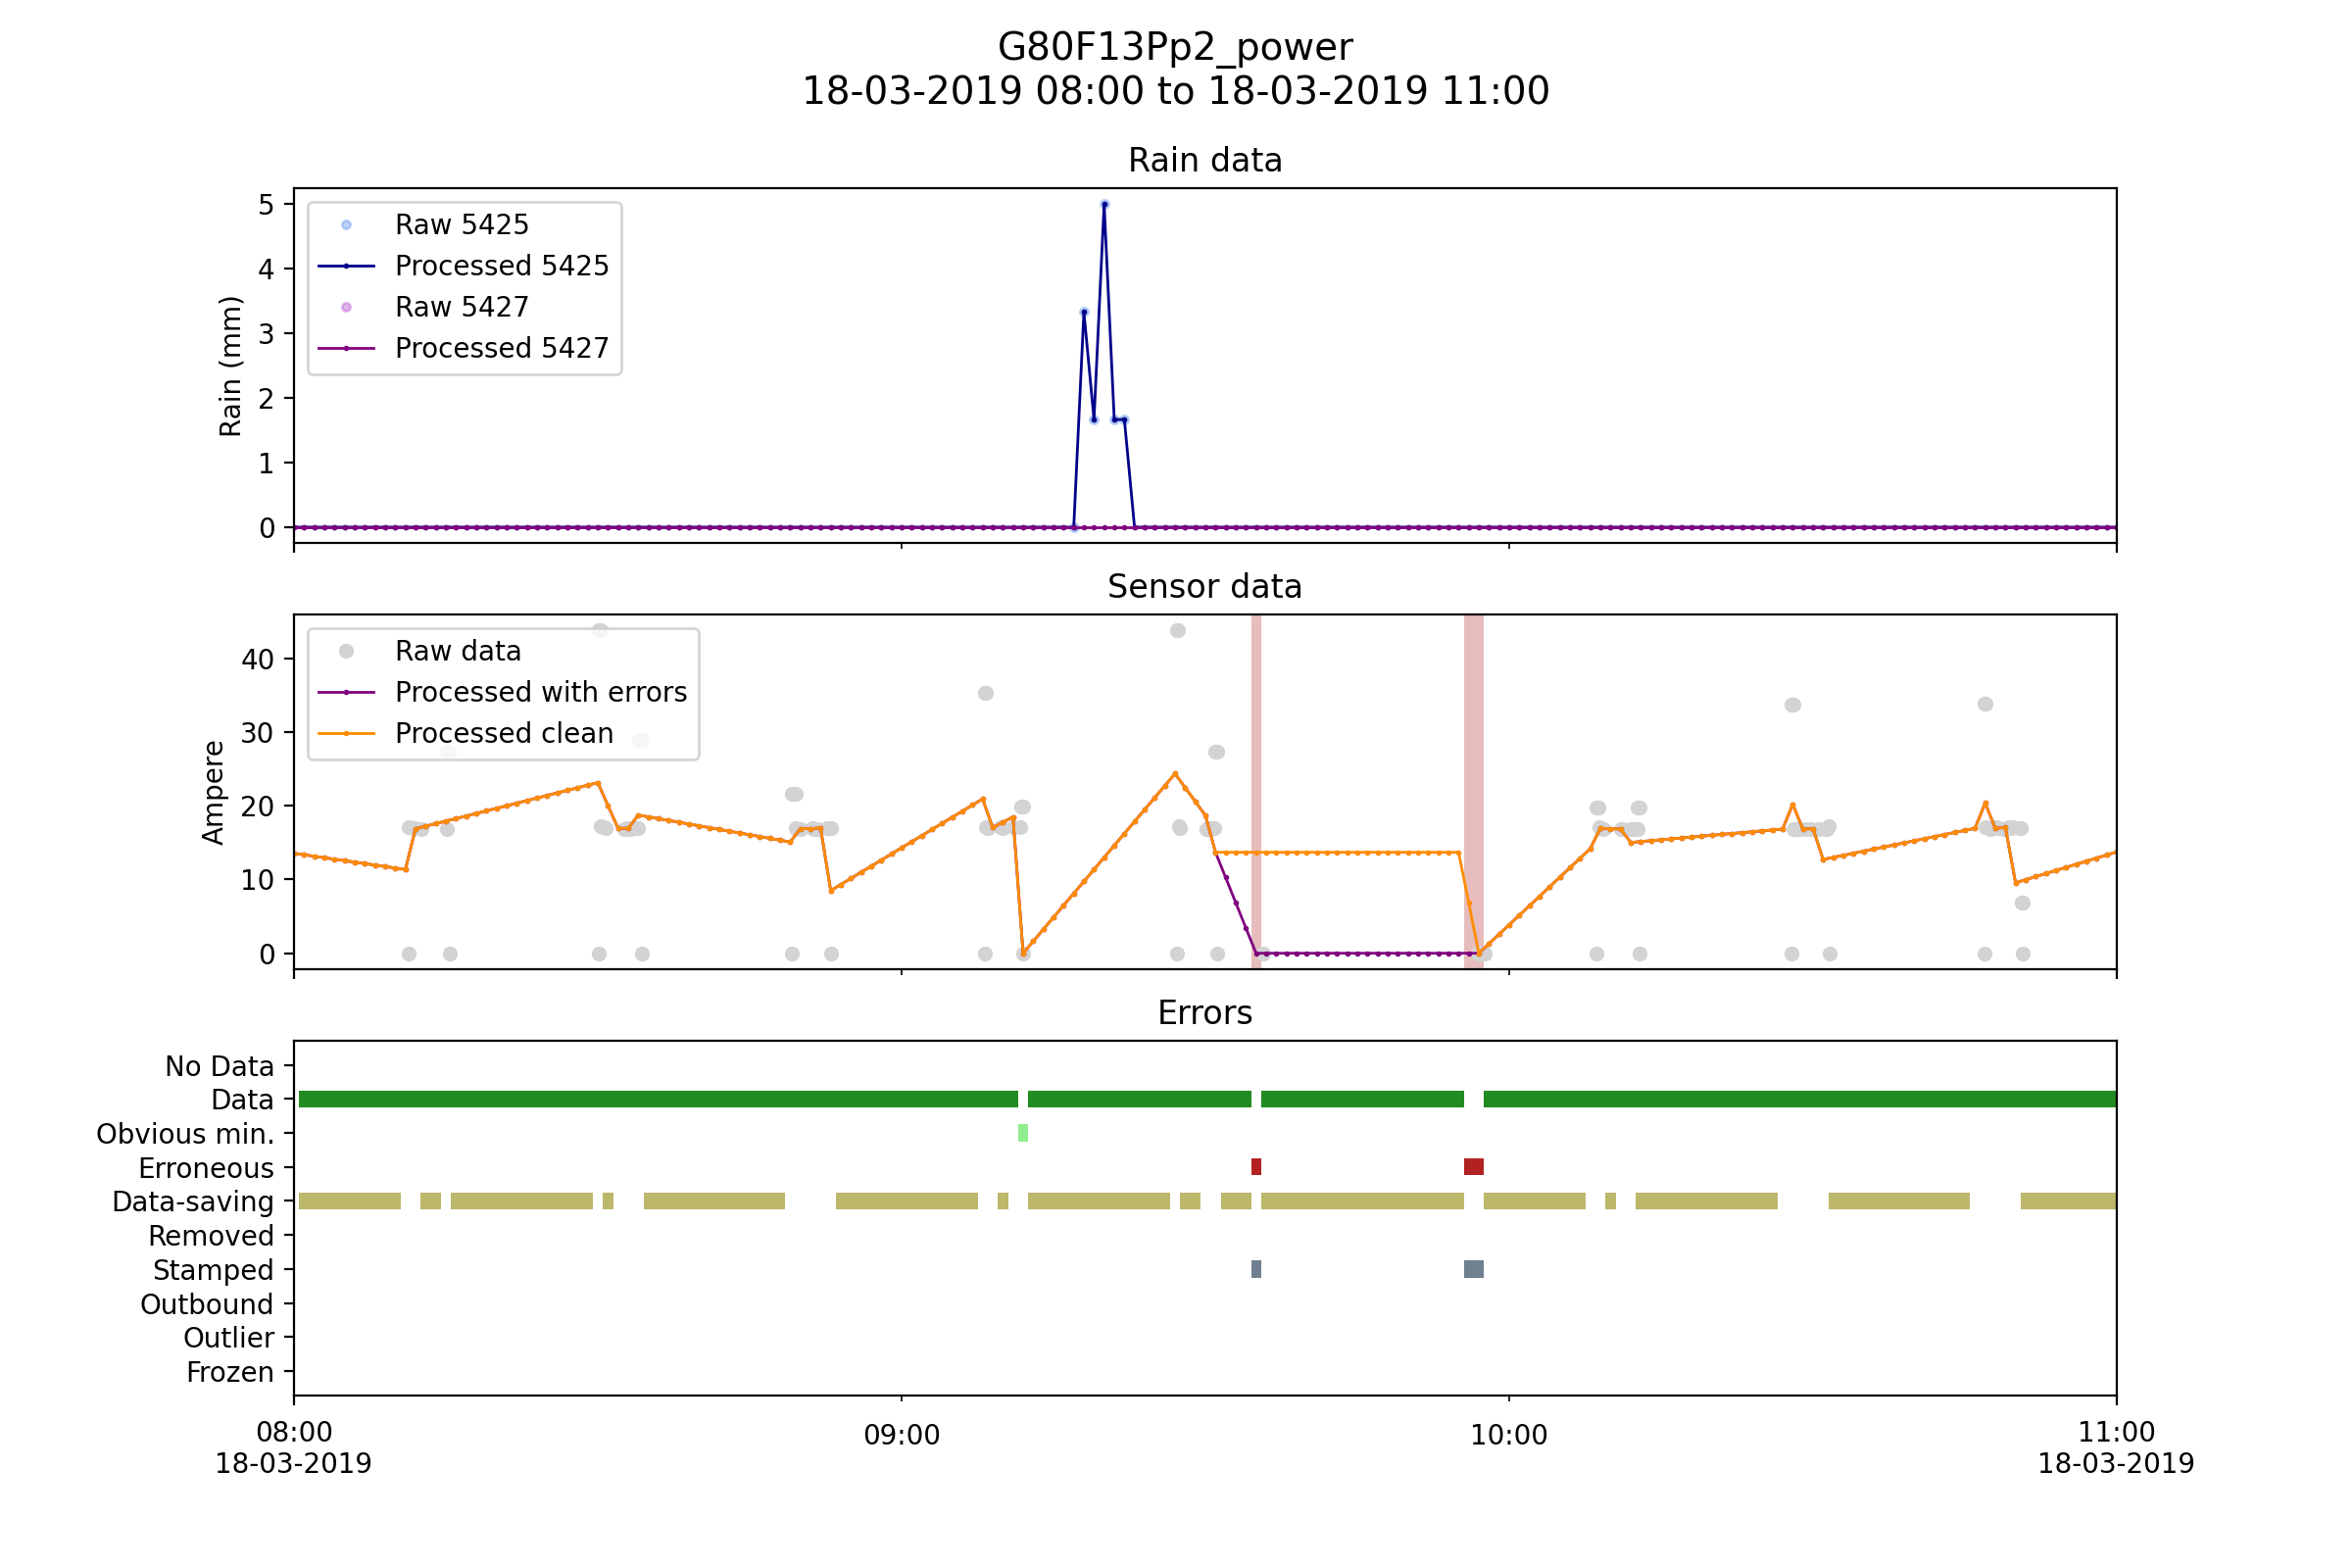 G80F13Pp2_power
18-03-2019 08:00 to 18-03-2019 11:00
Rain data
Rain (mm)
5
4
3
2
1
0
Raw 5425
Processed 5425
Raw 5427
Processed 5427
Sensor data
Ampere
40
30
20
10
0
Raw data
Processed with errors
Processed clean
Errors
No Data
Data
Obvious min.
Erroneous
Data-saving
Removed
Stamped
Outbound
Outlier
Frozen
08:00
18-03-2019
09:00
10:00
11:00
18-03-2019